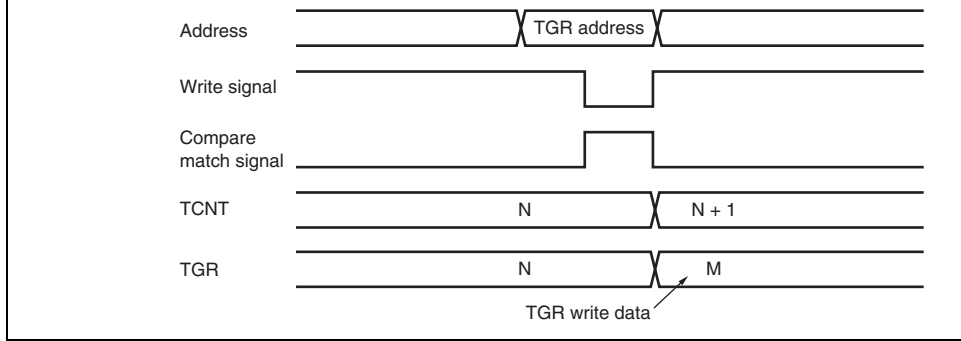 Address
TGR address
Write signal
Compare
match signal
TCNT
N
N + 1
TGR
N
M
TGR write data